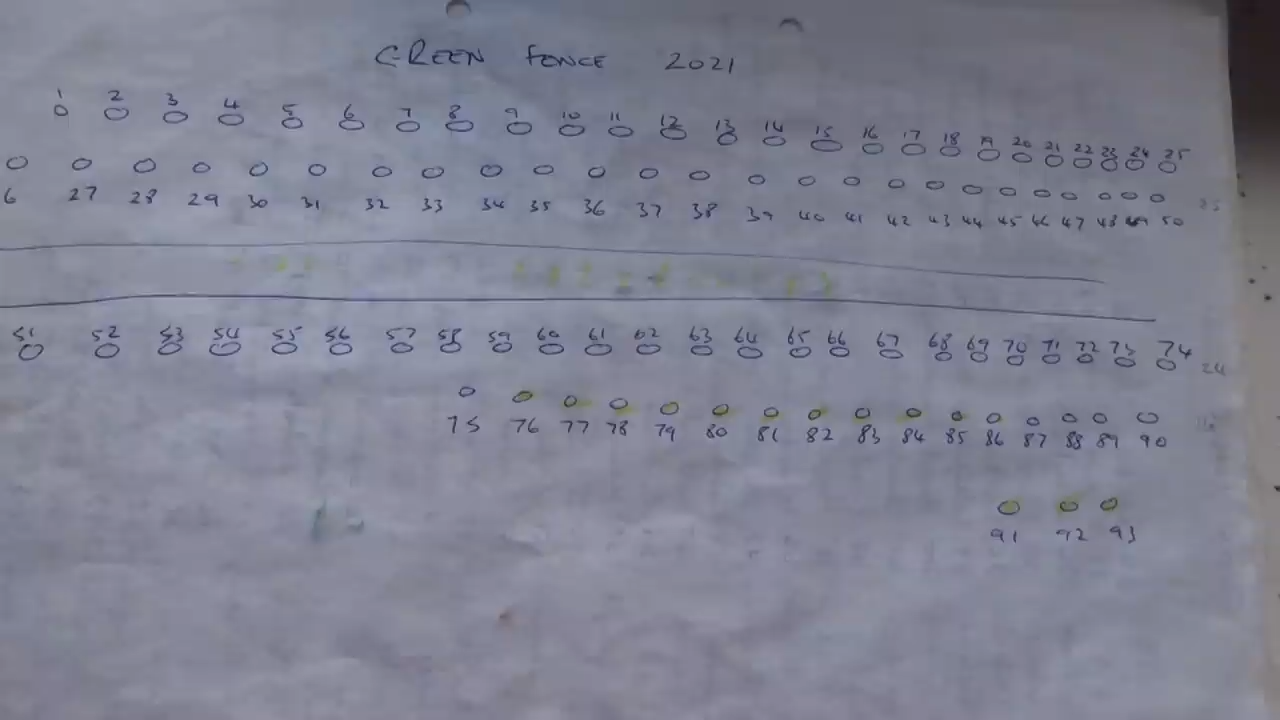 GREEN FENCE 2021
1 2 3 4 5 6 7 8 9 10 11 12 13 14 15 16 17 18 19 20 21 22 23 24 25
6 27 28 29 30 31 32 33 34 35 36 37 38 39 40 41 42 43 44 45 46 47 48 49 50 25
51 52 53 54 55 56 57 58 59 60 61 62 63 64 65 66 67 68 69 70 71 72 73 74 24
75 76 77 78 79 80 81 82 83 84 85 86 87 88 89 90
91 92 93